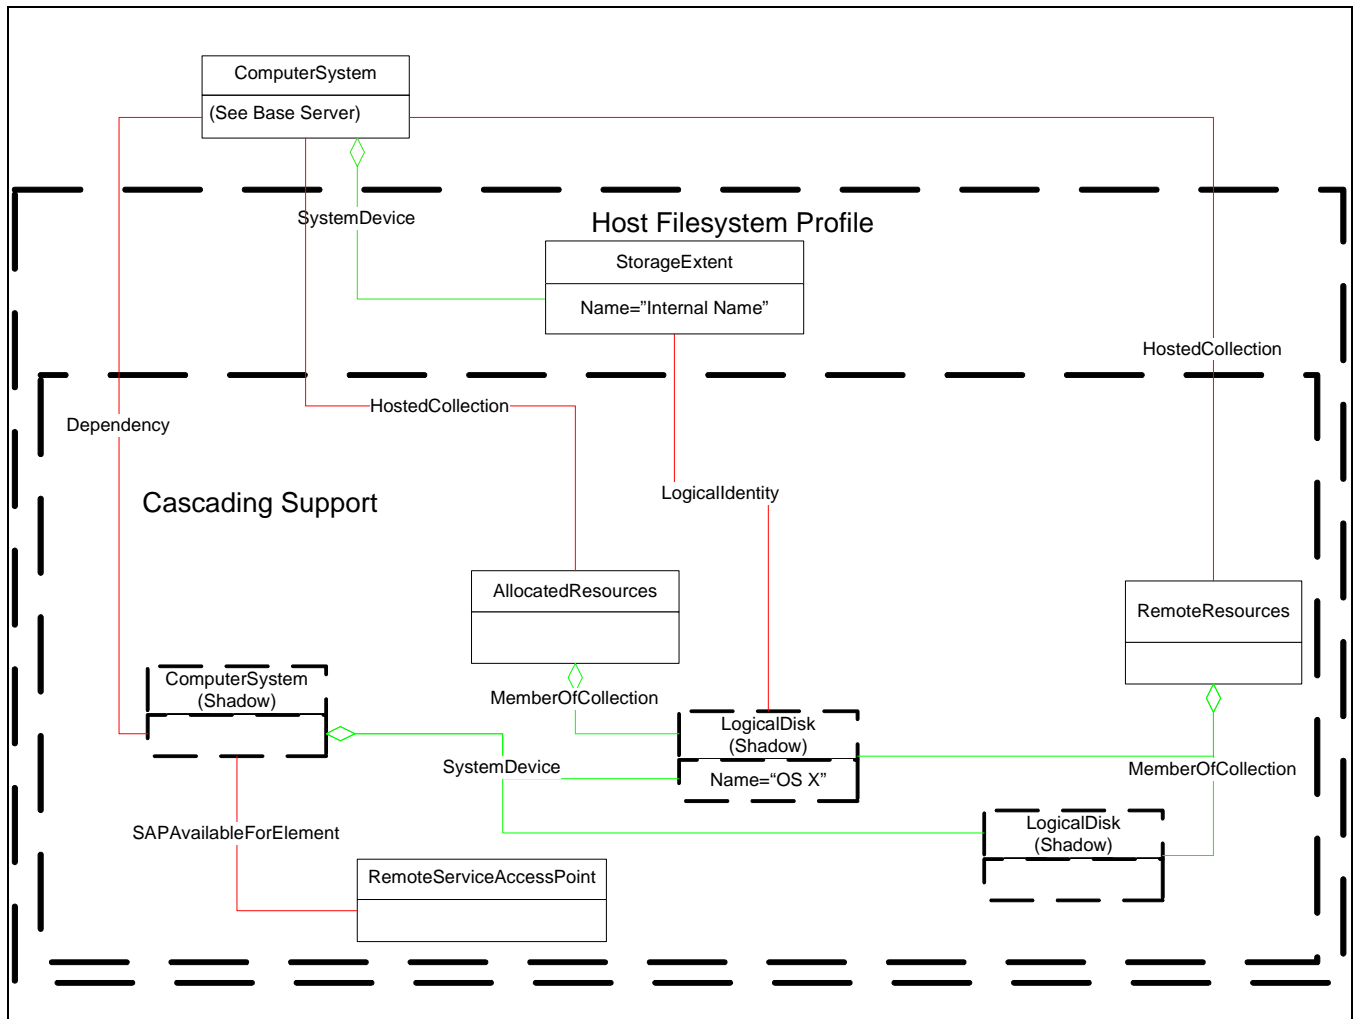 ComputerSystem
(See Base Server)
SystemDevice
Host Filesystem Profile
StorageExtent
Name=”Internal Name”
HostedCollection
HostedCollection
Dependency
LogicalIdentity
Cascading Support
AllocatedResources
RemoteResources
ComputerSystem
(Shadow)
MemberOfCollection
LogicalDisk
(Shadow)
Name=“OS X”
SystemDevice
MemberOfCollection
LogicalDisk
(Shadow)
SAPAvailableForElement
RemoteServiceAccessPoint